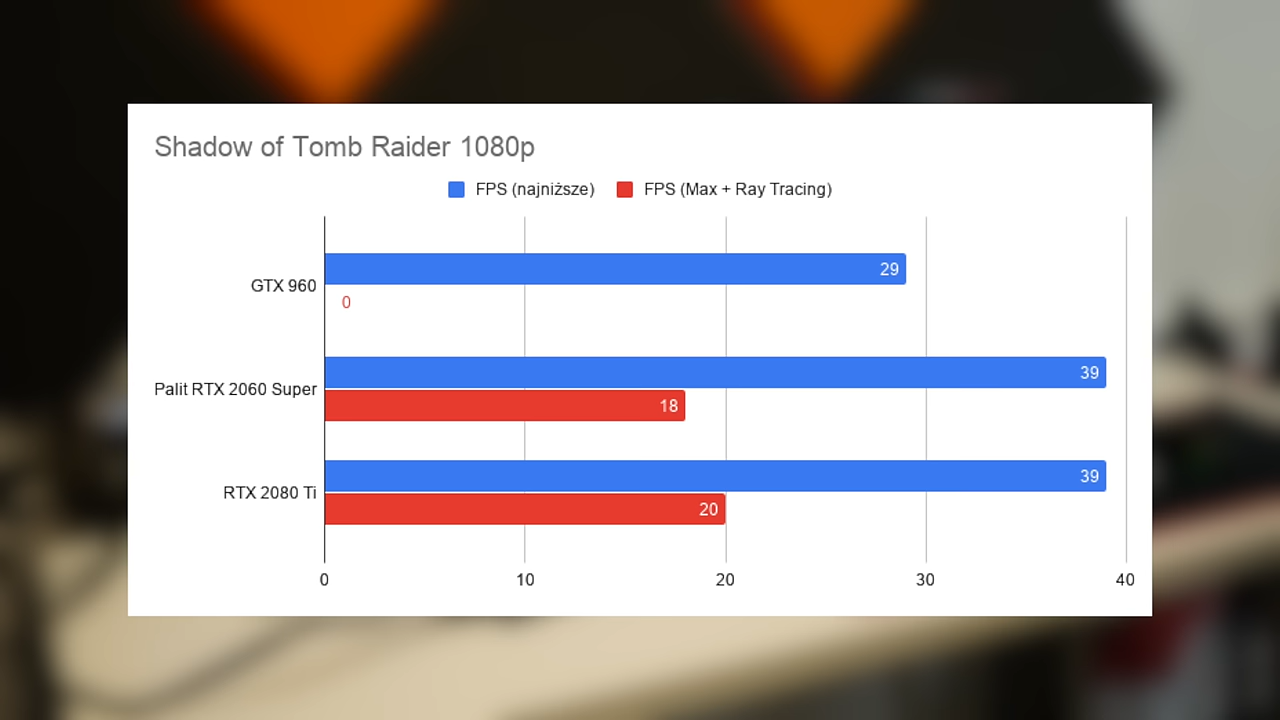 Shadow of Tomb Raider 1080p
FPS (najniższe) FPS (Max + Ray Tracing)
GTX 960 29
0
Palit RTX 2060 Super 39
18
RTX 2080 Ti 39
20
0 10 20 30 40